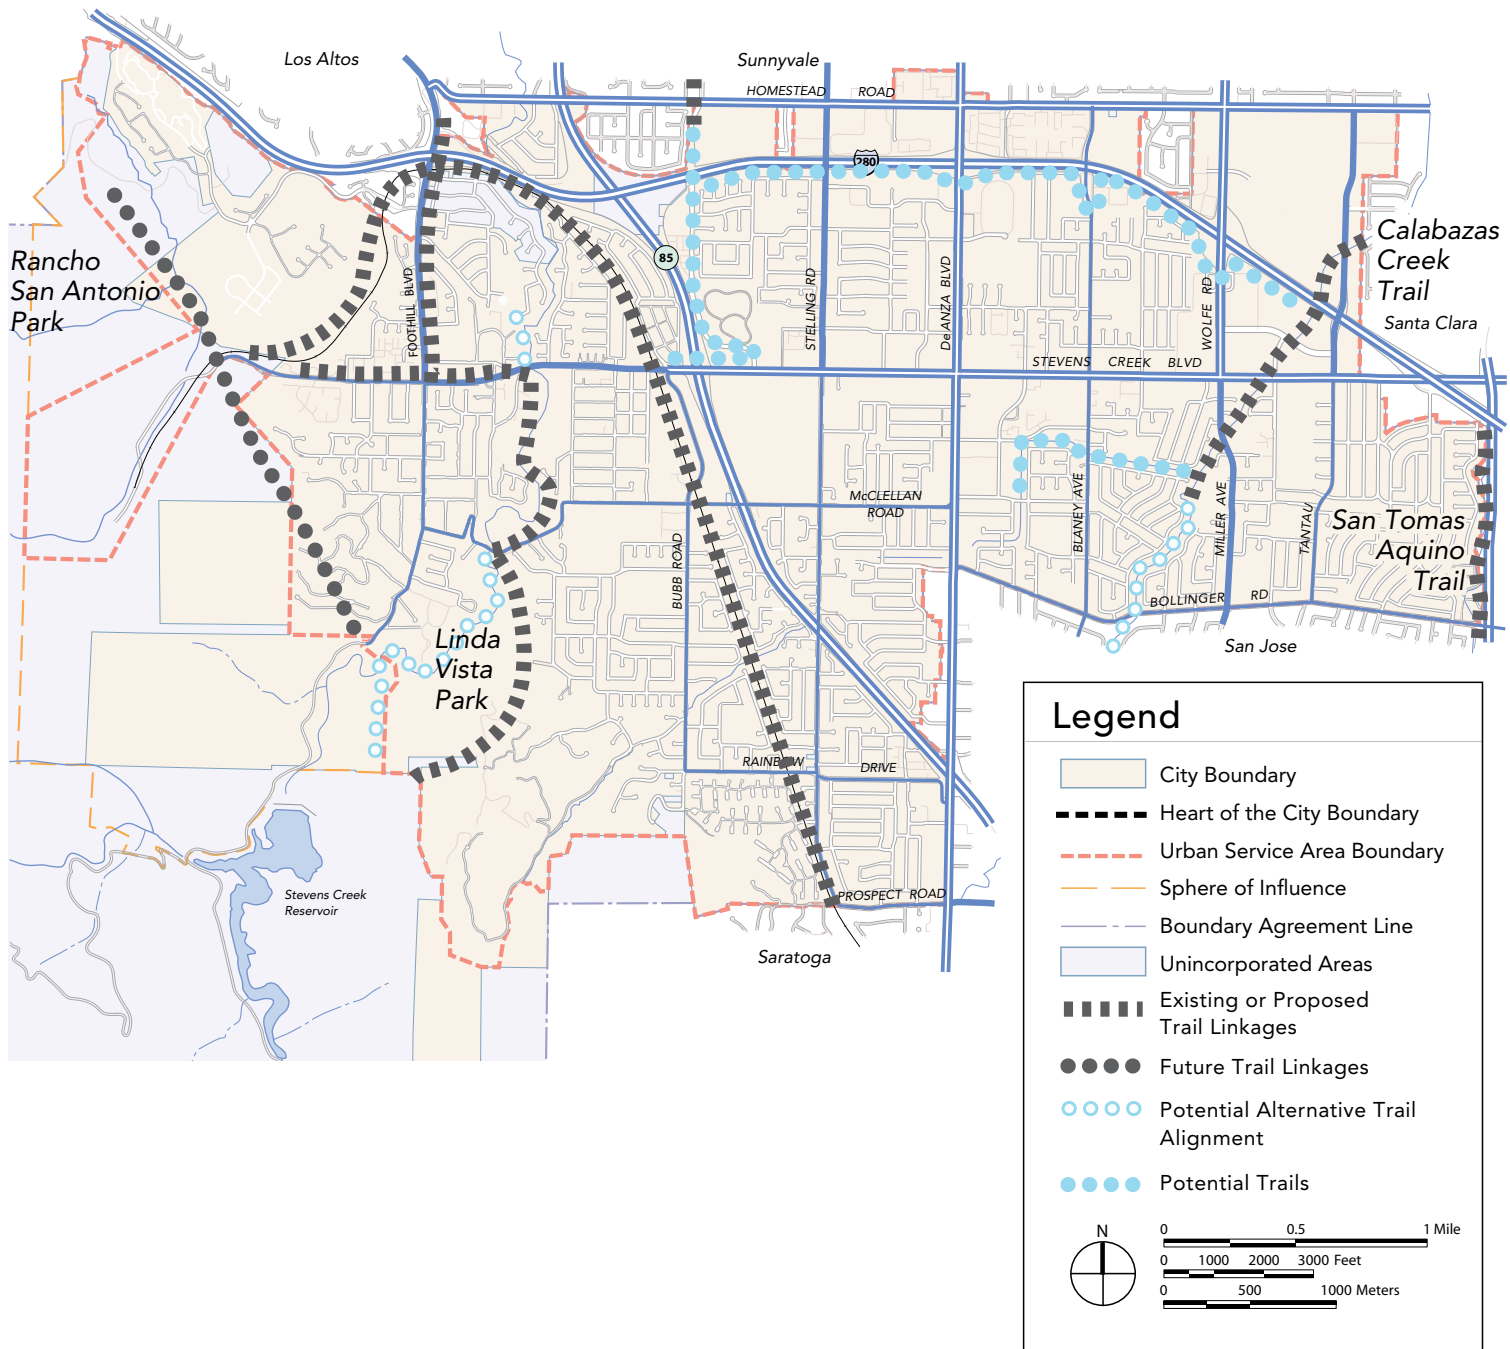 Los Altos
Sunnyvale
HOMESTEAD ROAD
280
Rancho
San Antonio
Park
85
FOOTHILL BLVD
STELLING RD
DeANZA BLVD
WOLFE RD
Calabazas
Creek
Trail
Santa Clara
STEVENS CREEK BLVD
McCLELLAN
ROAD
BLANEY AVE
MILLER AVE
TANTAU
San Tomas
Aquino
Trail
BUBB ROAD
BOLLINGER RD
San Jose
Linda
Vista
Park
RAINBOW DRIVE
Stevens Creek
Reservoir
PROSPECT ROAD
Saratoga
Legend
City Boundary
Heart of the City Boundary
Urban Service Area Boundary
Sphere of Influence
Boundary Agreement Line
Unincorporated Areas
Existing or Proposed
Trail Linkages
Future Trail Linkages
Potential Alternative Trail
Alignment
Potential Trails
N
0 0.5 1 Mile
0 1000 2000 3000 Feet
0 500 1000 Meters